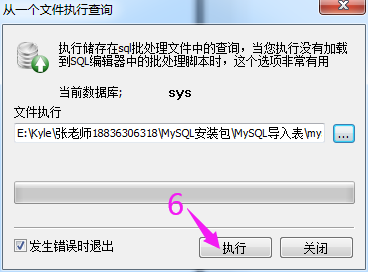 从一个文件执行查询
执行储存在sql批处理文件中的查询，当您执行没有加载
到SQL编辑器中的批处理脚本时，这个选项非常有用
当前数据库; sys
文件执行
E:\Kyle\张老师18836306318\MySQL安装包\MySQL导入表\my
...
6
发生错误时退出
执行
关闭